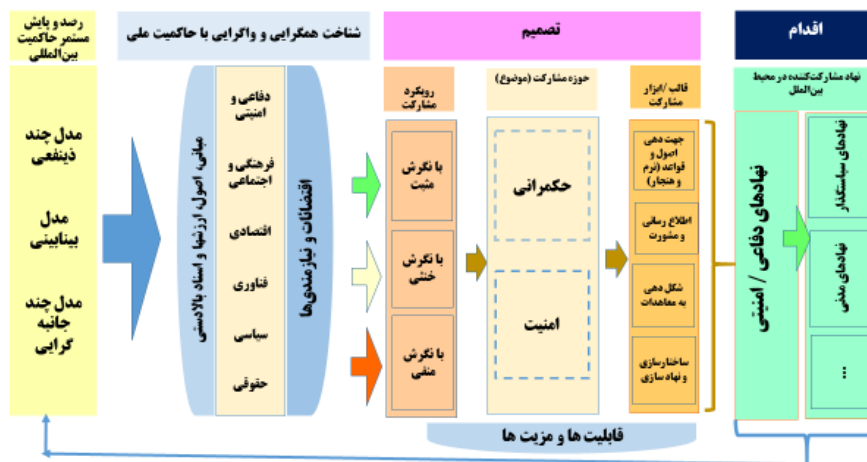 رصد و پایش
مستمر حاکمیت
بین‌المللی
شناخت همگرایی و واگرایی با حاکمیت ملی
تصمیم
اقدام
مدل چند
ذینفعی
مدل
بینابینی
مدل چند
جانبه
گرایی
مبانی، اصول، ارزشها و اسناد بالادستی
دفاعی و
امنیتی
فرهنگی و
اجتماعی
اقتصادی
فناوری
سیاسی
حقوقی
اقتضائات و نیازمندی‌ها
رویکرد
مشارکت
با نگرش
مثبت
با نگرش
خنثی
با نگرش
منفی
حوزه مشارکت (موضوع)
حکمرانی
امنیت
قالب /ابزار
مشارکت
جهت دهی
اصول و
قواعد (نرم
و هنجار)
اطلاع رسانی
و مشورت
شکل دهی
به معاهدات
ساختارسازی
و نهاد سازی
قابلیت ها و مزیت ها
نهاد مشارکت‌کننده در محیط
بین‌الملل
نهادهای دفاعی / امنیتی
نهادهای سیاستگذار
نهادهای مدنی
...